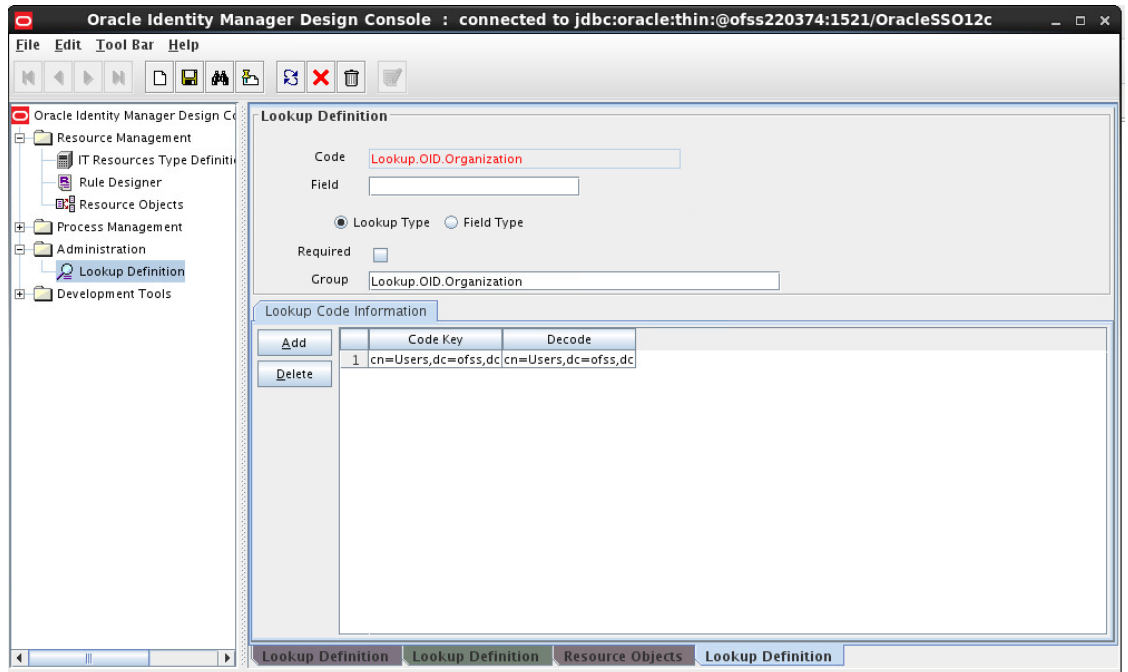 Oracle Identity Manager Design Console : connected to jdbc:oracle:thin:@ofss220374:1521/OracleSSO12c
File Edit Tool Bar Help
Oracle Identity Manager Design Co
Resource Management
IT Resources Type Definiti
Rule Designer
Resource Objects
Process Management
Administration
Lookup Definition
Development Tools
Lookup Definition
Code Lookup.OID.Organization
Field
Lookup Type Field Type
Required
Group Lookup.OID.Organization
Lookup Code Information
Add
Delete
Code Key Decode
1 cn=Users,dc=ofss,dc cn=Users,dc=ofss,dc
Lookup Definition Lookup Definition Resource Objects Lookup Definition